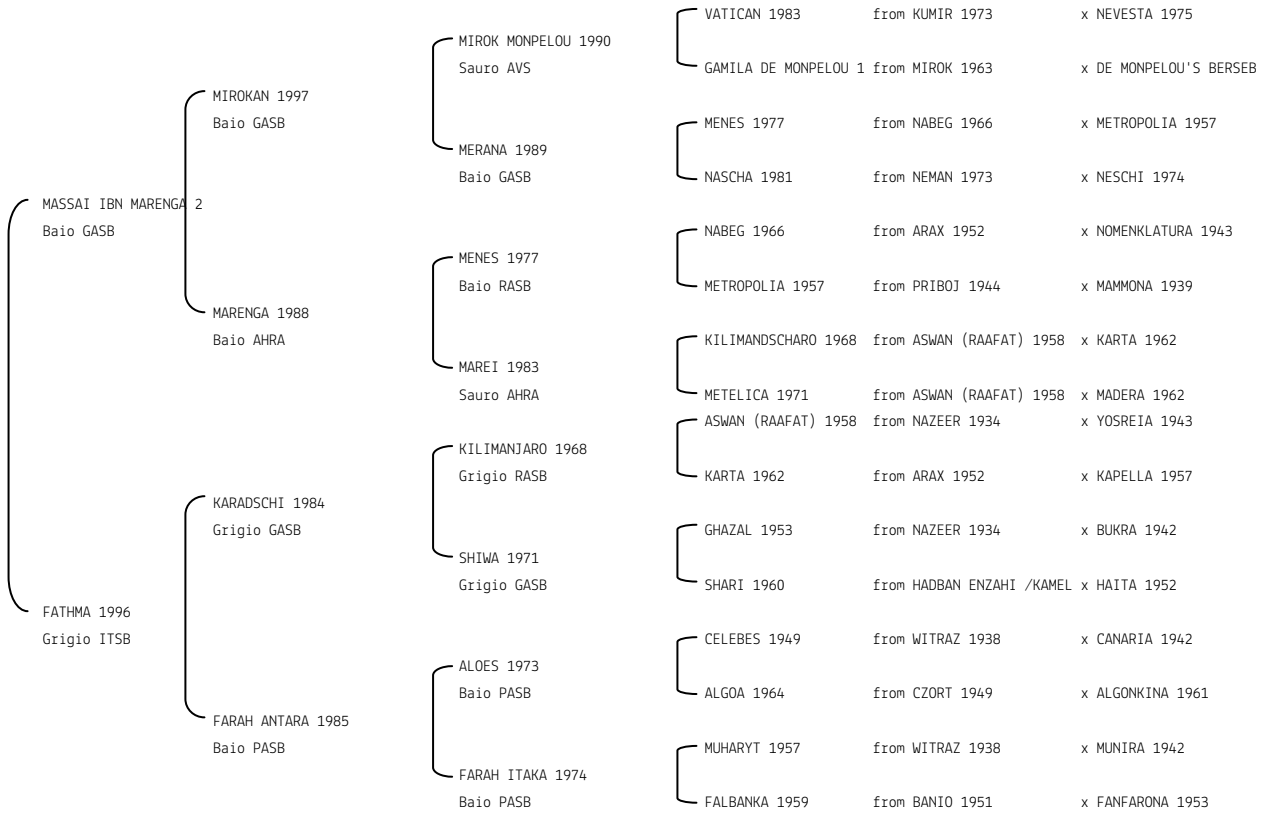 VATICAN 1983 from KUMIR 1973 x NEVESTA 1975
MIROK MONPELOU 1990
Sauro AVS
GAMILA DE MONPELOU 1 from MIROK 1963 x DE MONPELOU'S BERSEB
MIROKAN 1997
Baio GASB
MENES 1977 from NABEG 1966 x METROPOLIA 1957
MERANA 1989
Baio GASB
NASCHA 1981 from NEMAN 1973 x NESCHI 1974
MASSAI IBN MARENGA 2
Baio GASB
NABEG 1966 from ARAX 1952 x NOMENKLATURA 1943
MENES 1977
Baio RASB
METROPOLIA 1957 from PRIBOJ 1944 x MAMMONA 1939
MARENGA 1988
Baio AHRA
KILIMANDSCHARO 1968 from ASWAN (RAAFAT) 1958 x KARTA 1962
MAREI 1983
Sauro AHRA
METELICA 1971 from ASWAN (RAAFAT) 1958 x MADERA 1962
ASWAN (RAAFAT) 1958 from NAZEER 1934 x YOSREIA 1943
KILIMANJARO 1968
Grigio RASB
KARTA 1962 from ARAX 1952 x KAPELLA 1957
KARADSCHI 1984
Grigio GASB
GHAZAL 1953 from NAZEER 1934 x BUKRA 1942
SHIWA 1971
Grigio GASB
SHARI 1960 from HADBAN ENZAHI /KAMEL x HAITA 1952
FATHMA 1996
Grigio ITSB
CELEBES 1949 from WITRAZ 1938 x CANARIA 1942
ALOES 1973
Baio PASB
ALGOA 1964 from CZORT 1949 x ALGONKINA 1961
FARAH ANTARA 1985
Baio PASB
MUHARYT 1957 from WITRAZ 1938 x MUNIRA 1942
FARAH ITAKA 1974
Baio PASB
FALBANKA 1959 from BANIO 1951 x FANFARONA 1953